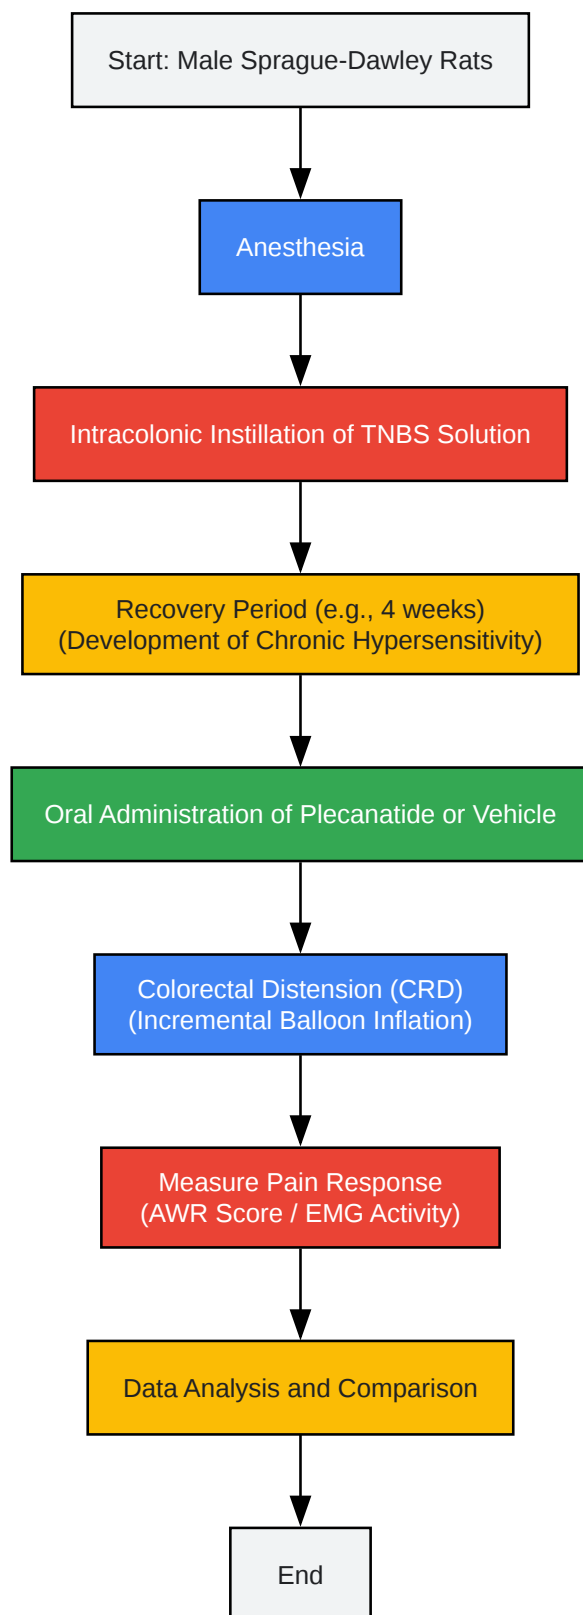 Start: Male Sprague-Dawley Rats
Anesthesia
Intracolonic Instillation of TNBS Solution
Recovery Period (e.g., 4 weeks)
(Development of Chronic Hypersensitivity)
Oral Administration of Plecanatide or Vehicle
Colorectal Distension (CRD)
(Incremental Balloon Inflation)
Measure Pain Response
(AWR Score / EMG Activity)
Data Analysis and Comparison
End